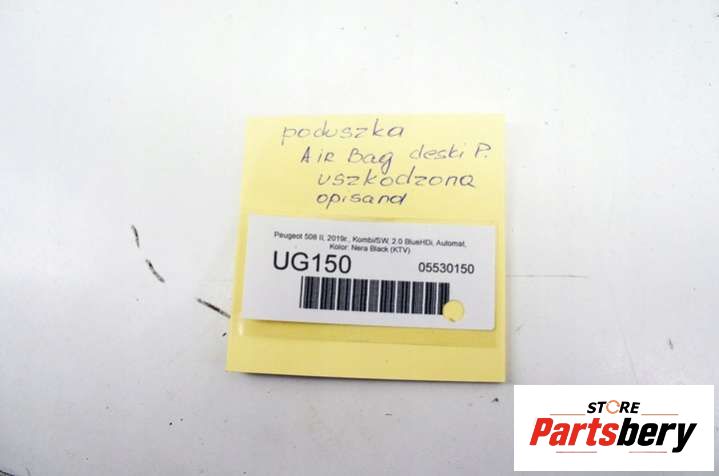 poduszka
Air Bag deski P.
uszkodzona
opisana
Peugeot 508 II, 2019r., Kombi/SW, 2.0 BlueHDi, Automat,
Kolor: Nera Black (KTV)
UG150 05530150
STORE
Partsbery